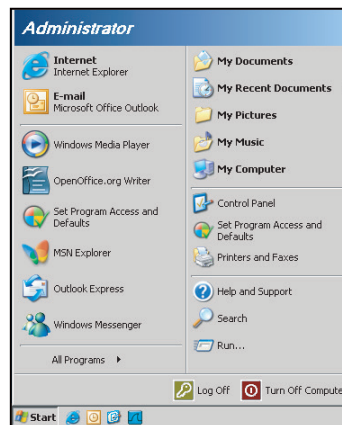 Administrator
Internet
Internet Explorer
E-mail
Microsoft Office Outlook
Windows Media Player
OpenOffice.org Writer
Set Program Access and
Defaults
MSN Explorer
Outlook Express
Windows Messenger
All Programs
My Documents
My Recent Documents
My Pictures
My Music
My Computer
Control Panel
Set Program Access and
Defaults
Printers and Faxes
Help and Support
Search
Run...
Log Off Turn Off Compute
Start